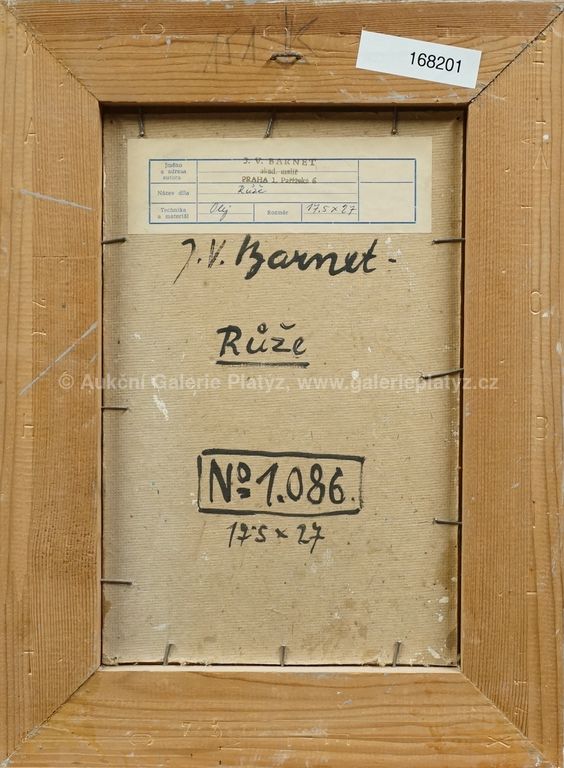 168201
Jméno a adresa autora
J. V. BARNET
akad. malíř
PRAHA 1, Pařížská 6
Název díla Růže
Technika a materiál Olej Rozměr 17,5 x 27
J. V. Barnet -
Růže
© Aukční Galerie Platýz, www.galerieplatyz.cz
No 1.086.
17.5 x 27